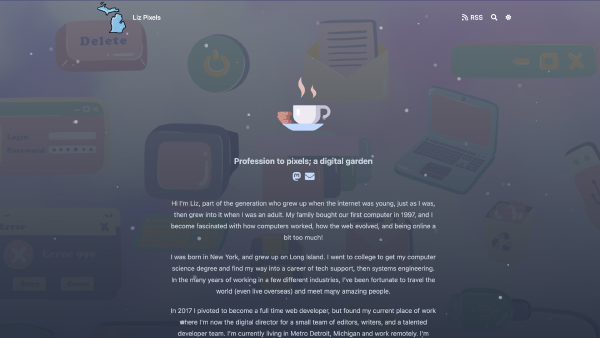 Liz Pixels
RSS
Delete
Profession to pixels; a digital garden
Hi I'm Liz, part of the generation who grew up when the internet was young, just as I was,
then grew into it when I was an adult. My family bought our first computer in 1997, and I
become fascinated with how computers worked, how the web evolved, and being online a
bit too much!
I was born in New York, and grew up on Long Island. I went to college to get my computer
science degree and find my way into a career of tech support, then systems engineering.
In the many years of working in a few different industries, I've been fortunate to travel the
world (even live overseas) and meet many amazing people.
In 2017 I pivoted to become a full time web developer, but found my current place of work
where I'm now the digital director for a small team of editors, writers, and a talented
developer team. I'm currently living in Metro Detroit, Michigan and work remotely. I'm